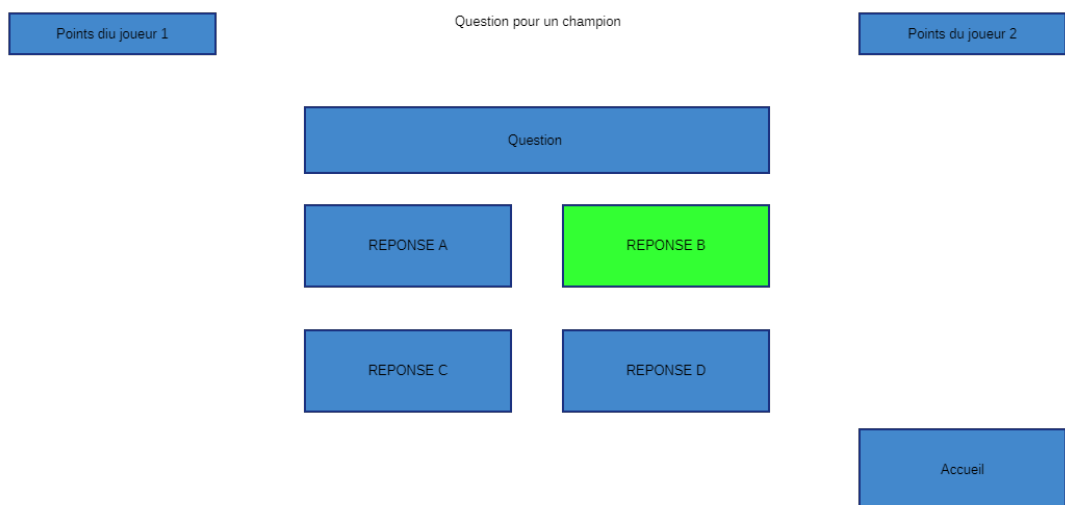 Points diu joueur 1
Question pour un champion
Points du joueur 2
Question
REPONSE A
REPONSE B
REPONSE C
REPONSE D
Accueil